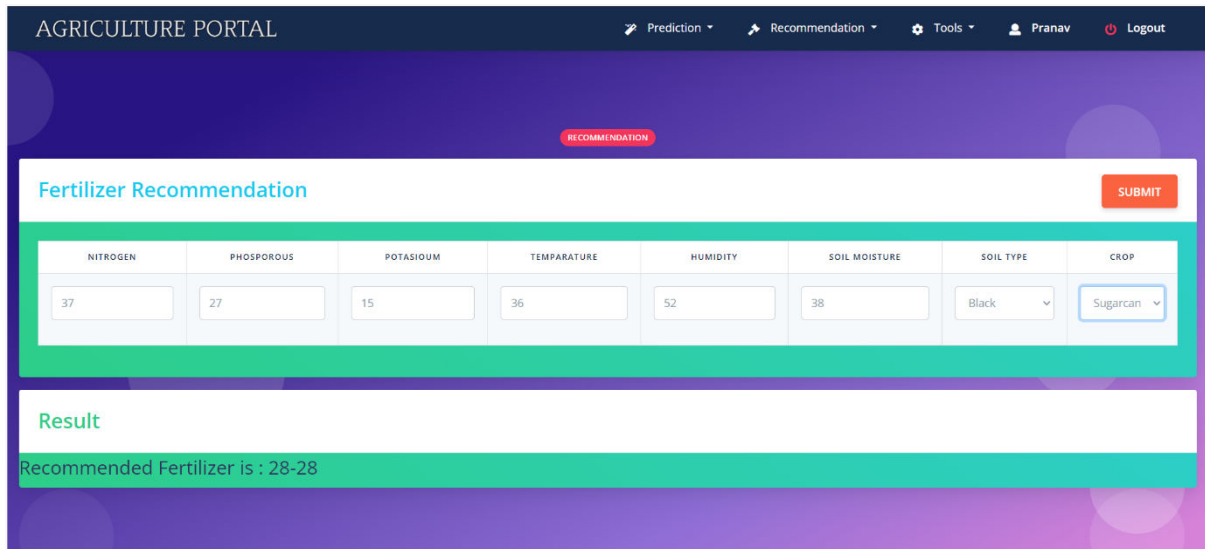 AGRICULTURE PORTAL Prediction Recommendation Tools Pranav Logout
RECOMMENDATION
Fertilizer Recommendation SUBMIT
NITROGEN PHOSPOROUS POTASIOUM TEMPARATURE HUMIDITY SOIL MOISTURE SOIL TYPE CROP
37 27 15 36 52 38 Black Sugarcan
Result
Recommended Fertilizer is : 28-28